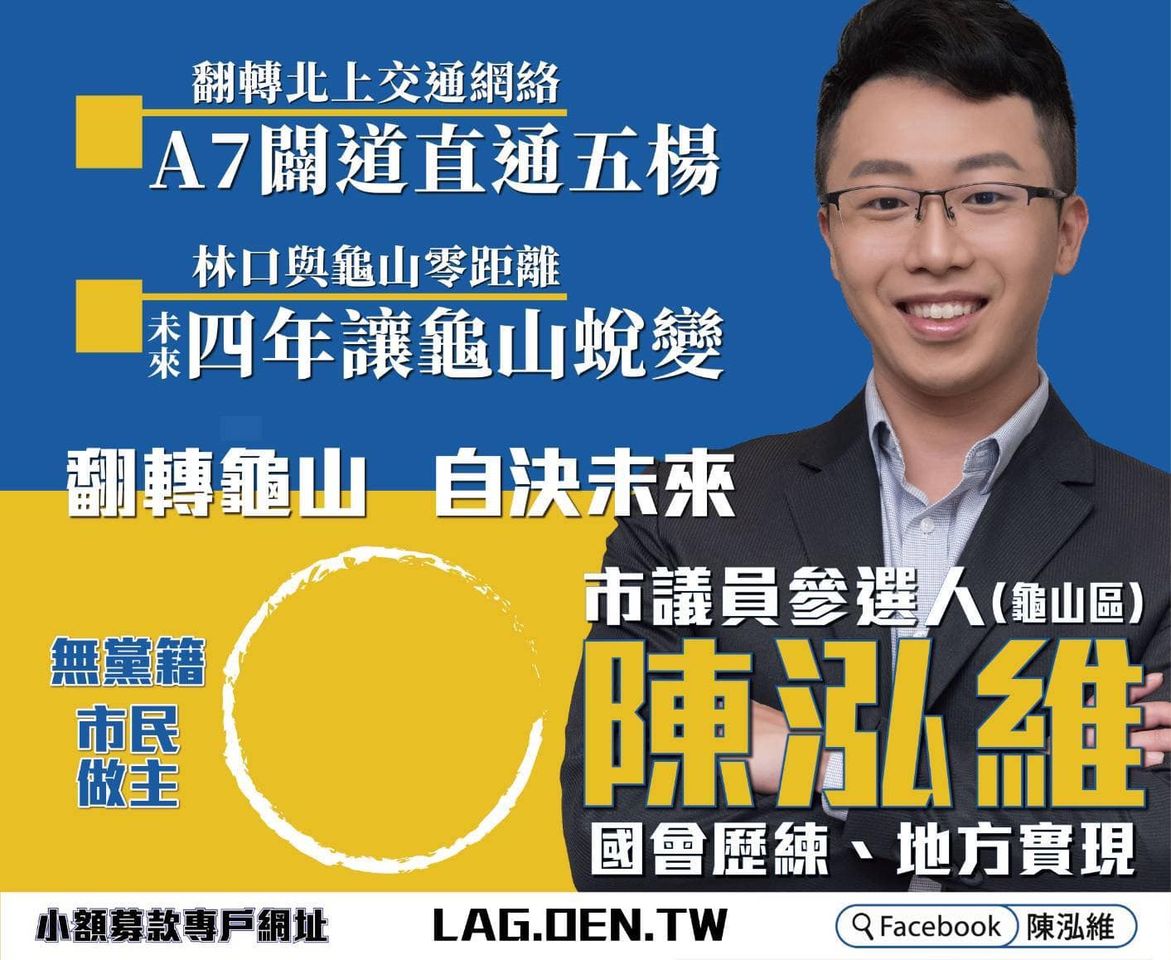 翻轉北上交通網絡
A7闢道直通五楊
林口與龜山零距離
未來四年讓龜山蛻變
翻轉龜山 自決未來
市議員參選人(龜山區)
陳泓維
國會歷練、地方實現
無黨籍
市民
做主
小額募款專戶網址 LAG.OEN.TW Facebook 陳泓維